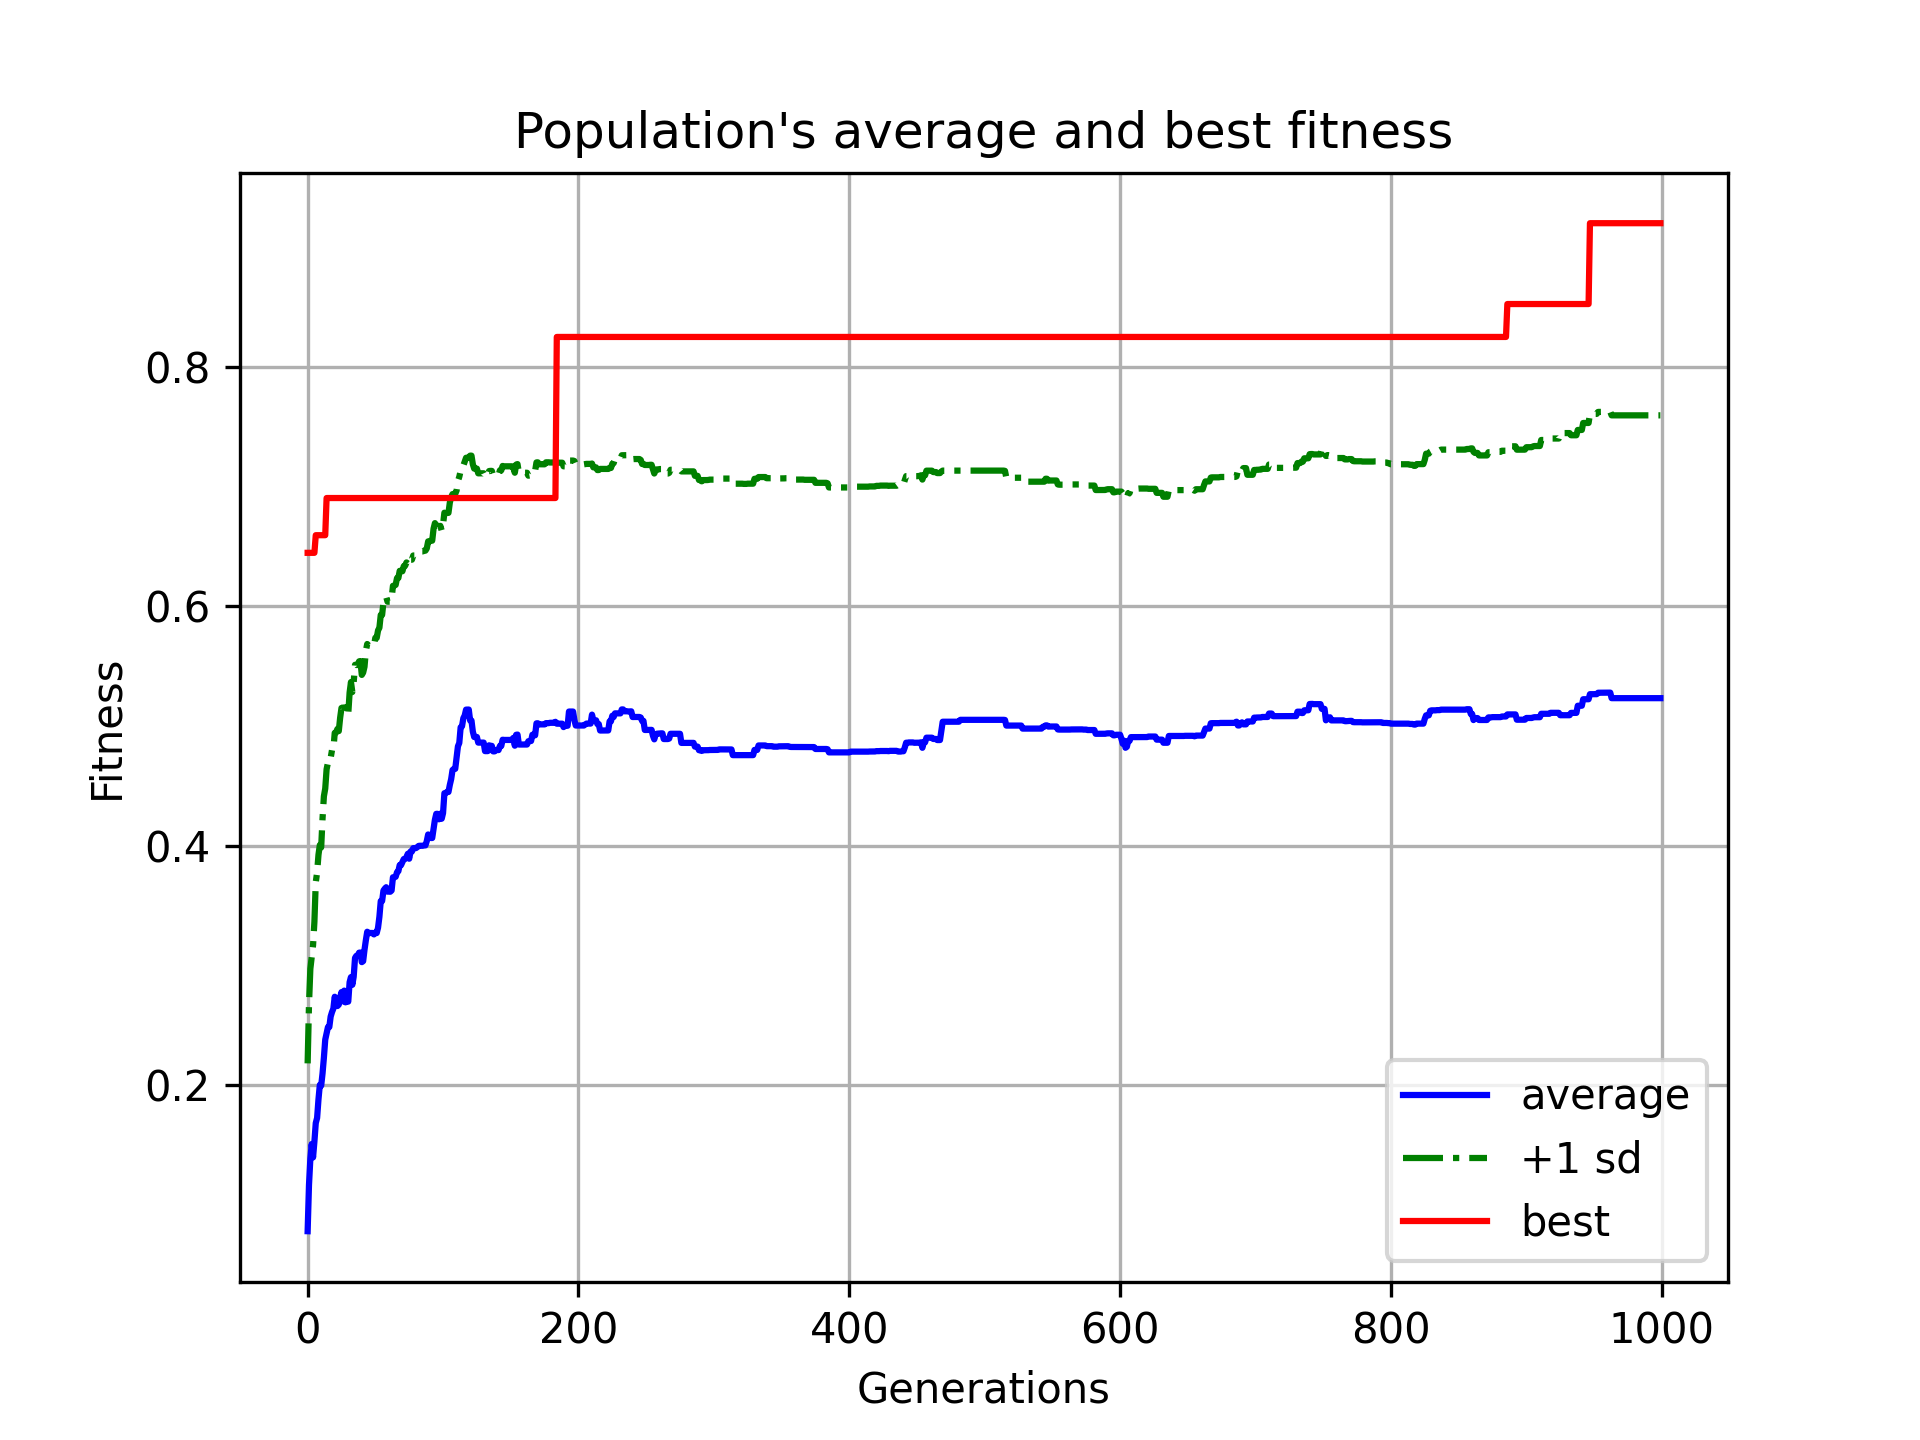 Population's average and best fitness
0.8
0.6
0.4
0.2
Fitness
average
+1 sd
best
0 200 400 600 800 1000
Generations